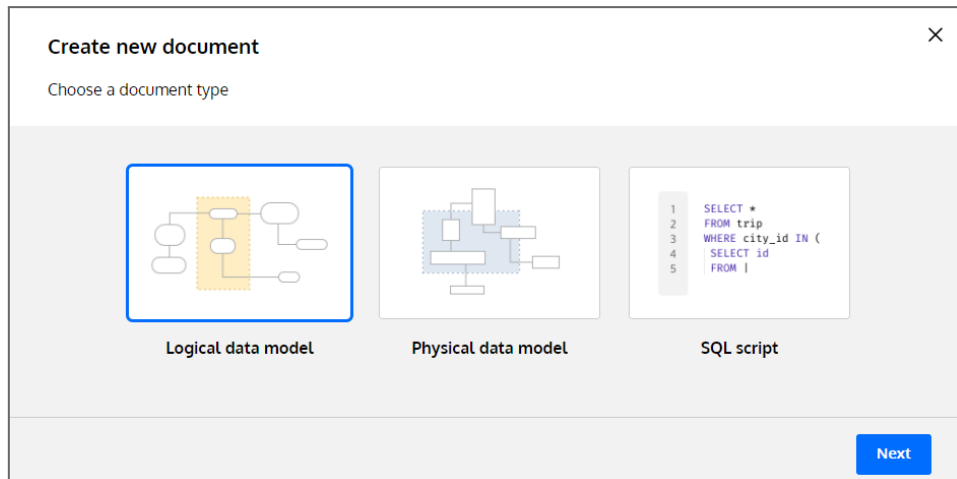 Create new document
Choose a document type
1 SELECT *
2 FROM trip
3 WHERE city_id IN (
4 SELECT id
5 FROM |
Logical data model
Physical data model
SQL script
Next